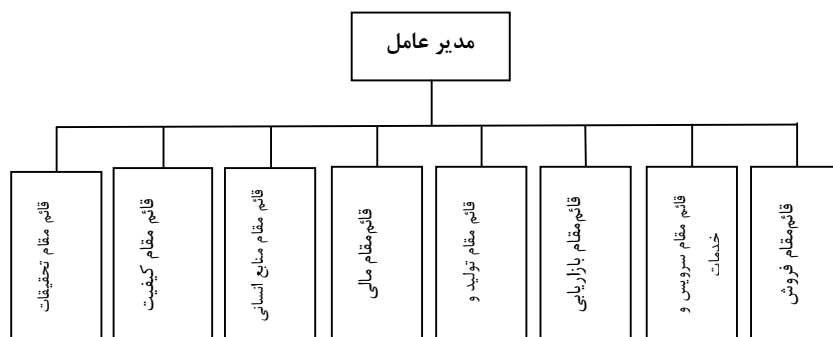 مدیر عامل
قائم‌مقام فروش
قائم مقام سرویس و
خدمات
قائم‌مقام بازاریابی
قائم مقام تولید و
قائم‌مقام مالی
قائم مقام منابع انسانی
قائم مقام کیفیت
قائم مقام تحقیقات